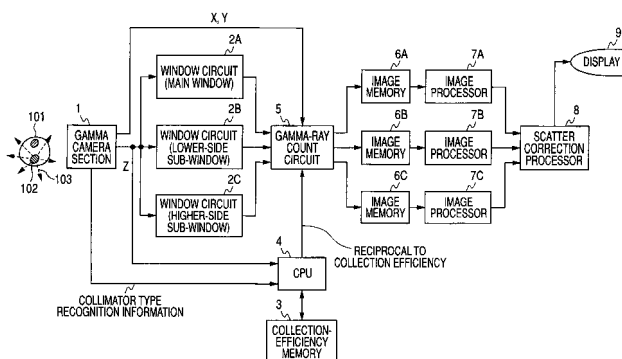 X, Y
2A
WINDOW CIRCUIT
(MAIN WINDOW)
6A
IMAGE
MEMORY
7A
IMAGE
PROCESSOR
9
DISPLAY
101
1
GAMMA
CAMERA
SECTION
Z
102
103
2B
WINDOW CIRCUIT
(LOWER-SIDE
SUB-WINDOW)
5
GAMMA-RAY
COUNT
CIRCUIT
6B
IMAGE
MEMORY
7B
IMAGE
PROCESSOR
8
SCATTER
CORRECTION
PROCESSOR
2C
WINDOW CIRCUIT
(HIGHER-SIDE
SUB-WINDOW)
6C
IMAGE
MEMORY
7C
IMAGE
PROCESSOR
4
CPU
RECIPROCAL TO
COLLECTION EFFICIENCY
COLLIMATOR TYPE
RECOGNITION INFORMATION
3
COLLECTION-
EFFICIENCY
MEMORY